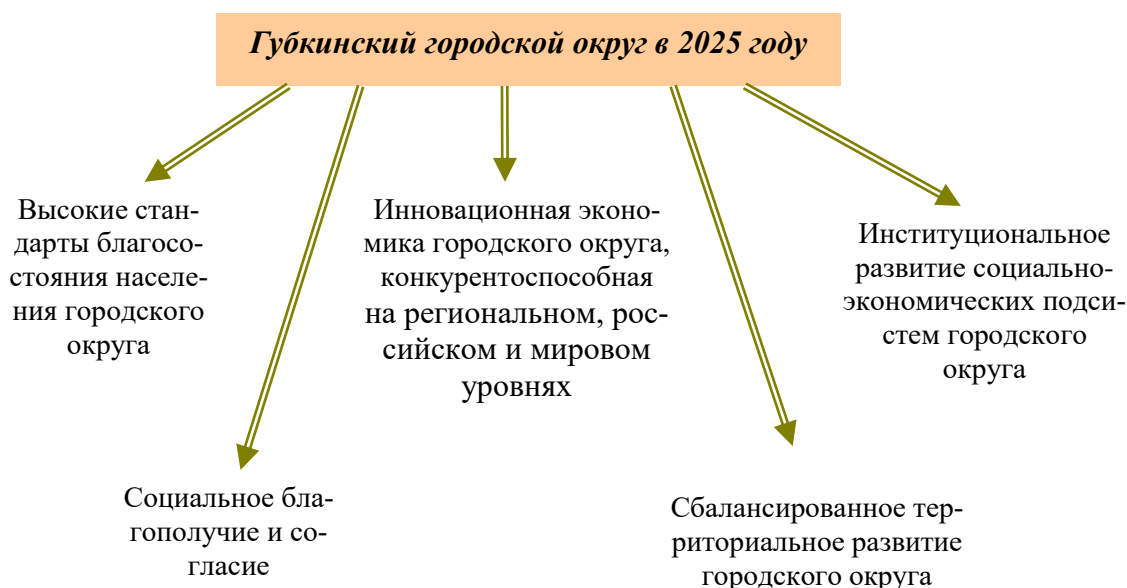 Губкинский городской округ в 2025 году
Высокие стан-
дарты благосо-
стояния населе-
ния городского
округа
Инновационная эконо-
мика городского округа,
конкурентоспособная
на региональном, рос-
сийском и мировом
уровнях
Институциональное
развитие социально-
экономических подси-
стем городского
округа
Социальное бла-
гополучие и со-
гласие
Сбалансированное тер-
риториальное развитие
городского округа